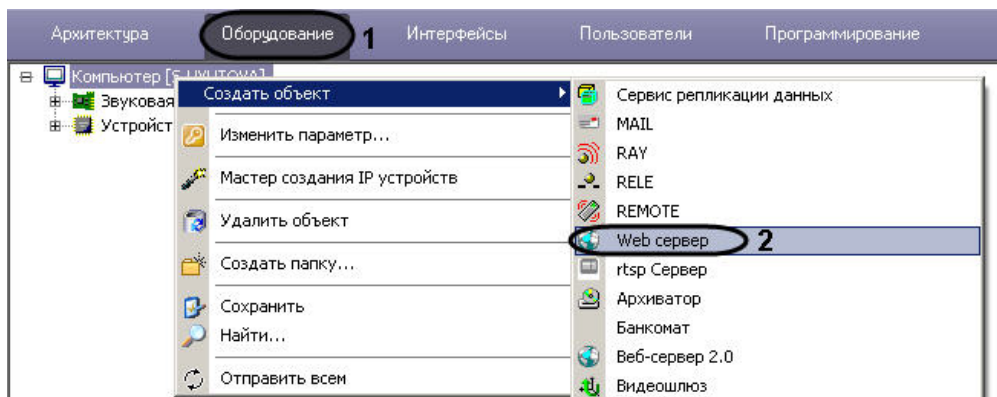 Архитектура Оборудование 1 Интерфейсы Пользователи Программирование
Компьютер
Звуковая
Устройст
Создать объект
Изменить параметр...
Мастер создания IP устройств
Удалить объект
Создать папку...
Сохранить
Найти...
Отправить всем
Сервис репликации данных
MAIL
RAY
RELE
REMOTE
Web сервер 2
rtsp Сервер
Архиватор
Банкомат
Веб-сервер 2.0
Видеошлюз